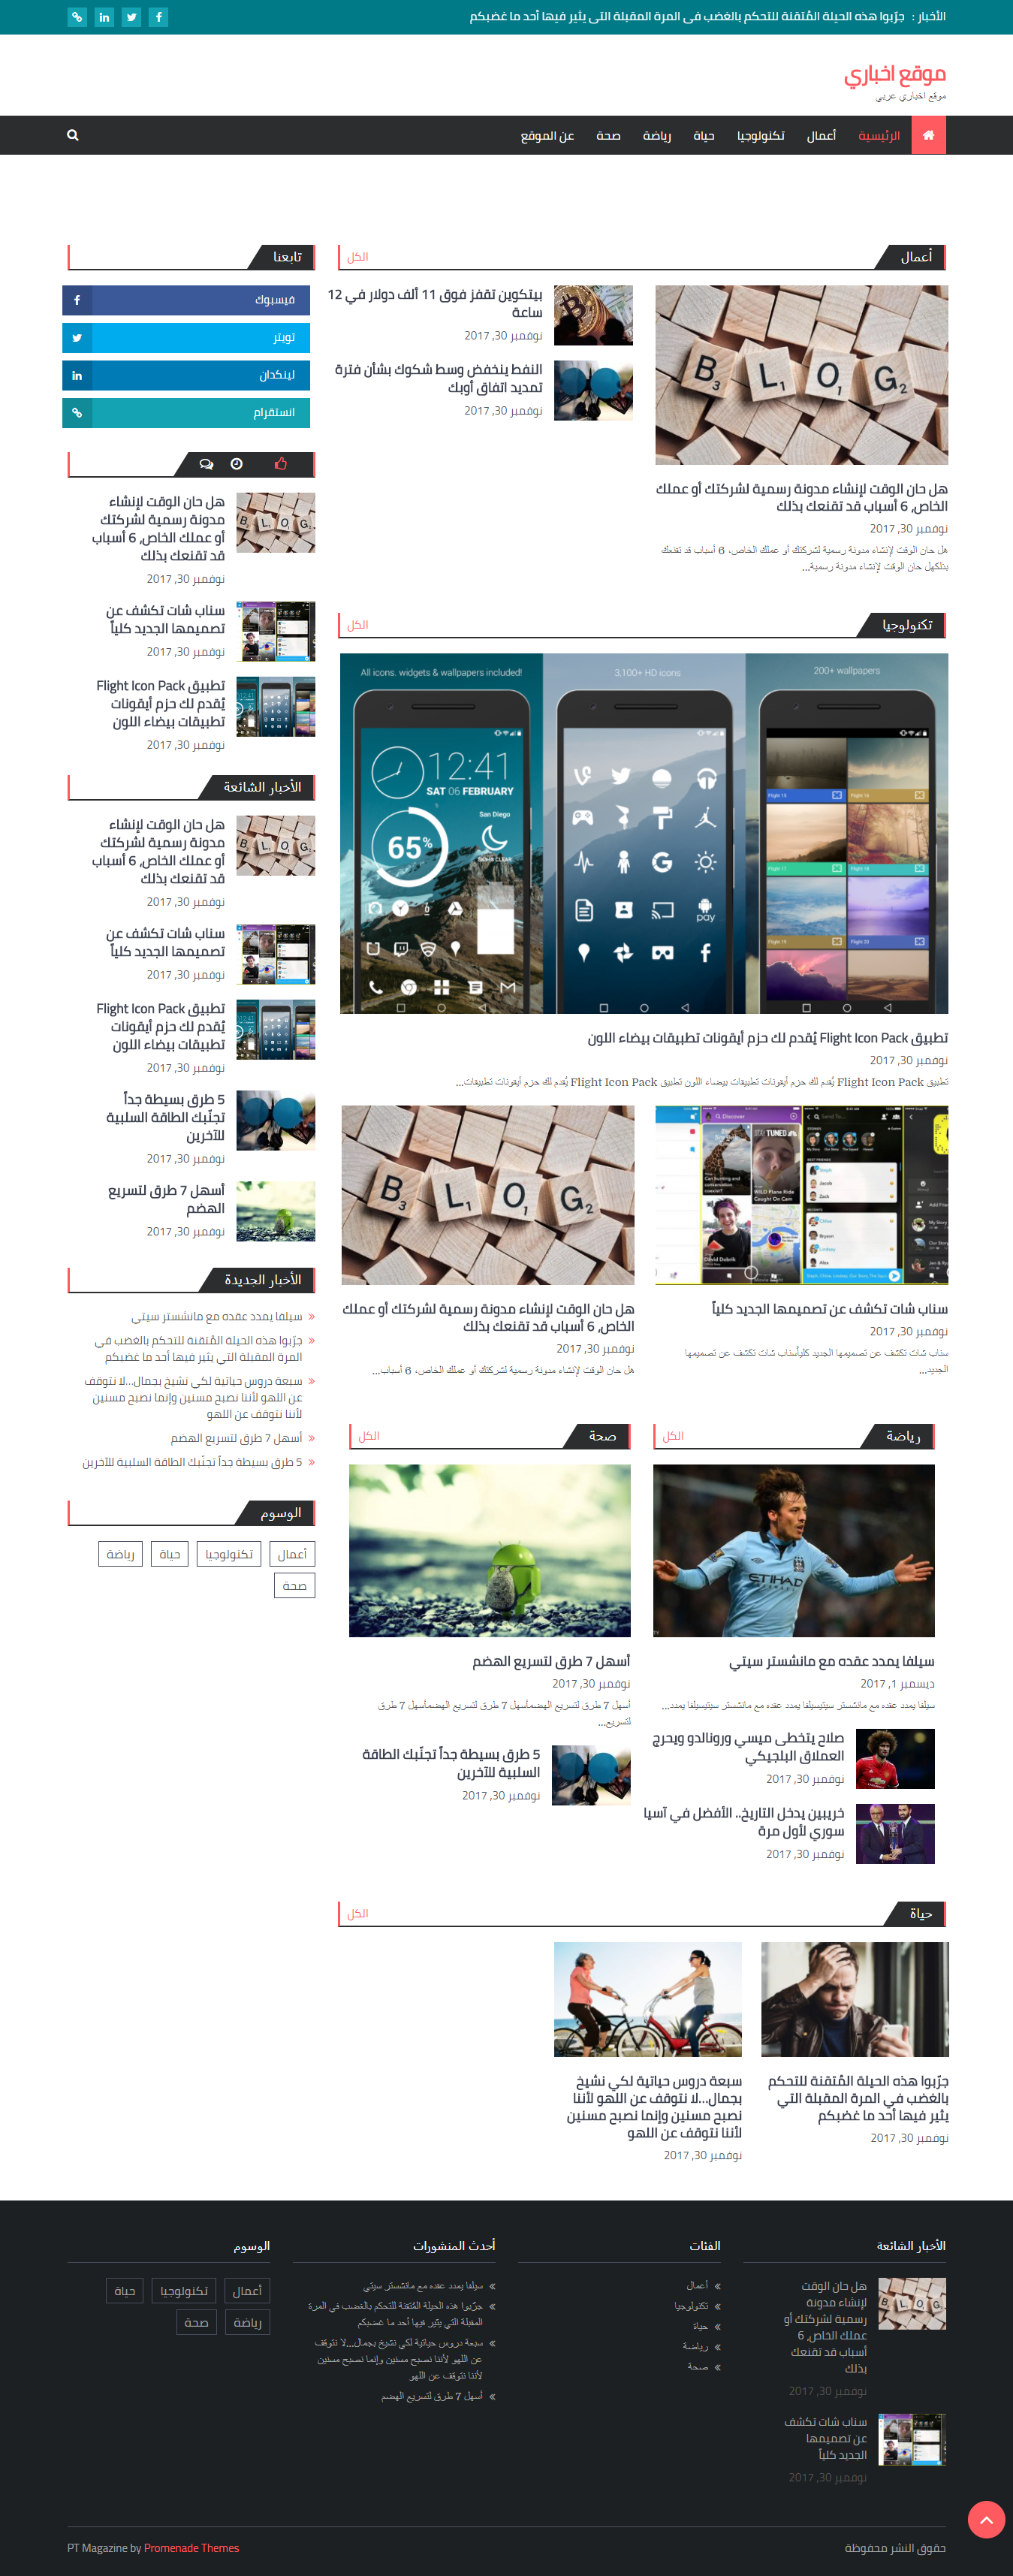 الأخبار : جرّبوا هذه الحيلة المُتقنة للتحكم بالغضب في المرة المقبلة التي يثير فيها أحد ما غضبكم
موقع اخباري
موقع اخباري عربي
الرئيسية أعمال تكنولوجيا حياة رياضة صحة عن الموقع
أعمال
الكل
هل حان الوقت لإنشاء مدونة رسمية لشركتك أو عملك
الخاص, 6 أسباب قد تقنعك بذلك
نوفمبر 30, 2017
هل حان الوقت لإنشاء مدونة رسمية لشركتك أو عملك الخاص، 6 أسباب قد تقنعك
بذلكهل حان الوقت لإنشاء مدونة رسمية...
بيتكوين تقفز فوق 11 ألف دولار في 12
ساعة
نوفمبر 30, 2017
النفط ينخفض وسط شكوك بشأن فترة
تمديد اتفاق أوبك
نوفمبر 30, 2017
تكنولوجيا
الكل
All icons. widgets & wallpapers included!
3,100+ HD icons
200+ wallpapers
12:41
SAT 06 FEBRUARY
San Diego
65%
تطبيق Flight Icon Pack يُقدم لك حزم أيقونات تطبيقات بيضاء اللون
نوفمبر 30, 2017
تطبيق Flight Icon Pack يُقدم لك حزم أيقونات تطبيقات بيضاء اللون تطبيق Flight Icon Pack يُقدم لك حزم أيقونات تطبيقات...
سناب شات تكشف عن تصميمها الجديد كلياً
نوفمبر 30, 2017
سناب شات تكشف عن تصميمها الجديد كلياًسناب شات تكشف عن تصميمها
الجديد...
هل حان الوقت لإنشاء مدونة رسمية لشركتك أو عملك
الخاص, 6 أسباب قد تقنعك بذلك
نوفمبر 30, 2017
هل حان الوقت لإنشاء مدونة رسمية لشركتك أو عملك الخاص، 6 أسباب...
رياضة
الكل
سيلفا يمدد عقده مع مانشستر سيتي
ديسمبر 1, 2017
سيلفا يمدد عقده مع مانشستر سيتيسيلفا يمدد عقده مع مانشستر سيتيسيلفا يمدد...
صلاح يتخطى ميسي ورونالدو ويحرج
العملاق البلجيكي
نوفمبر 30, 2017
خريبين يدخل التاريخ.. الأفضل في آسيا
سوري لأول مرة
نوفمبر 30, 2017
صحة
الكل
أسهل 7 طرق لتسريع الهضم
نوفمبر 30, 2017
أسهل 7 طرق لتسريع الهضمأسهل 7 طرق لتسريع الهضمأسهل 7 طرق
لتسريع...
5 طرق بسيطة جداً تجنّبك الطاقة
السلبية للآخرين
نوفمبر 30, 2017
حياة
الكل
جرّبوا هذه الحيلة المُتقنة للتحكم
بالغضب في المرة المقبلة التي
يثير فيها أحد ما غضبكم
نوفمبر 30, 2017
سبعة دروس حياتية لكي نشيخ
بجمال...لا نتوقف عن اللهو لأننا
نصبح مسنين وإنما نصبح مسنين
لأننا نتوقف عن اللهو
نوفمبر 30, 2017
تابعنا
فيسبوك
تويتر
لينكدان
انستقرام
هل حان الوقت لإنشاء
مدونة رسمية لشركتك
أو عملك الخاص, 6 أسباب
قد تقنعك بذلك
نوفمبر 30, 2017
سناب شات تكشف عن
تصميمها الجديد كلياً
نوفمبر 30, 2017
تطبيق Flight Icon Pack
يُقدم لك حزم أيقونات
تطبيقات بيضاء اللون
نوفمبر 30, 2017
الأخبار الشائعة
هل حان الوقت لإنشاء
مدونة رسمية لشركتك
أو عملك الخاص, 6 أسباب
قد تقنعك بذلك
نوفمبر 30, 2017
سناب شات تكشف عن
تصميمها الجديد كلياً
نوفمبر 30, 2017
تطبيق Flight Icon Pack
يُقدم لك حزم أيقونات
تطبيقات بيضاء اللون
نوفمبر 30, 2017
5 طرق بسيطة جداً
تجنّبك الطاقة السلبية
للآخرين
نوفمبر 30, 2017
أسهل 7 طرق لتسريع
الهضم
نوفمبر 30, 2017
الأخبار الجديدة
سيلفا يمدد عقده مع مانشستر سيتي
جرّبوا هذه الحيلة المُتقنة للتحكم بالغضب في
المرة المقبلة التي يثير فيها أحد ما غضبكم
سبعة دروس حياتية لكي نشيخ بجمال...لا نتوقف
عن اللهو لأننا نصبح مسنين وإنما نصبح مسنين
لأننا نتوقف عن اللهو
أسهل 7 طرق لتسريع الهضم
5 طرق بسيطة جداً تجنّبك الطاقة السلبية للآخرين
الوسوم
أعمال تكنولوجيا حياة رياضة
صحة
الأخبار الشائعة
هل حان الوقت
لإنشاء مدونة
رسمية لشركتك أو
عملك الخاص, 6
أسباب قد تقنعك
بذلك
نوفمبر 30, 2017
سناب شات تكشف
عن تصميمها
الجديد كلياً
نوفمبر 30, 2017
الفئات
أعمال
تكنولوجيا
حياة
رياضة
صحة
أحدث المنشورات
سيلفا يمدد عقده مع مانشستر سيتي
جرّبوا هذه الحيلة المُتقنة للتحكم بالغضب في المرة
المقبلة التي يثير فيها أحد ما غضبكم
سبعة دروس حياتية لكي نشيخ بجمال...لا نتوقف
عن اللهو لأننا نصبح مسنين وإنما نصبح مسنين
لأننا نتوقف عن اللهو
أسهل 7 طرق لتسريع الهضم
الوسوم
أعمال تكنولوجيا حياة
رياضة صحة
حقوق النشر محفوظة
PT Magazine by Promenade Themes